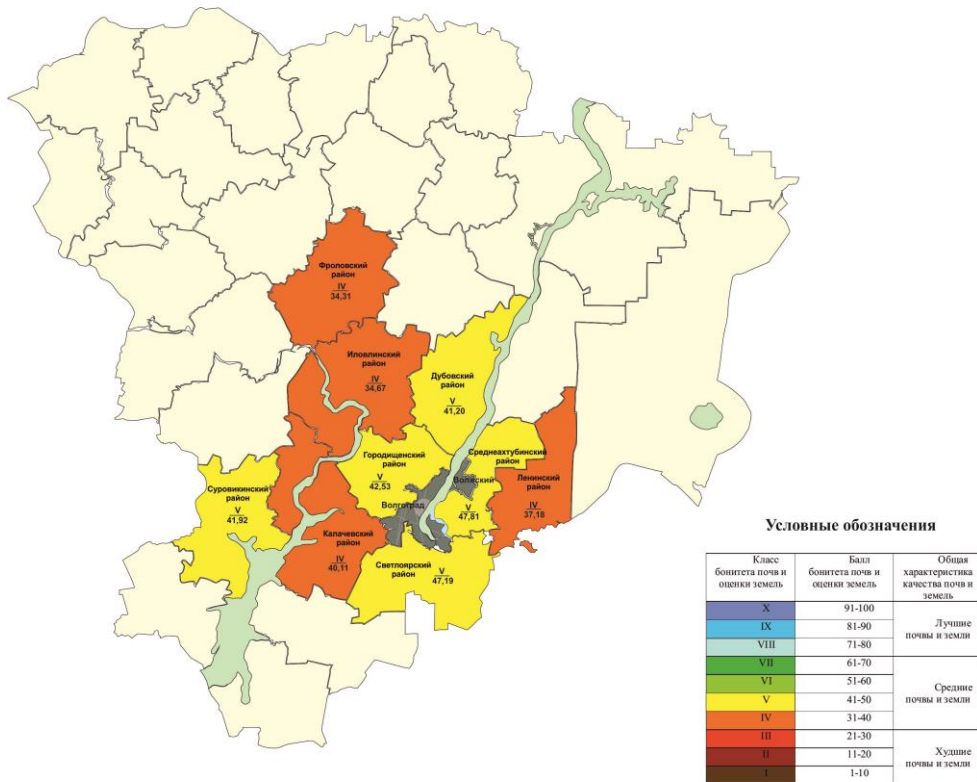 Фроловский
район
IV
34,31
Иловлинский
район
IV
34,67
Дубовский
район
V
41,20
Городищенский
район
V
42,53
Среднеахтубинский
район
Волжский
V
47,81
Ленинский
район
IV
37,18
Суровикинский
район
V
41,92
Волгоград
Калачевский
район
IV
40,11
Светлоярский
район
V
47,19
Условные обозначения
Класс бонитета почв и оценки земель
Балл бонитета почв и оценки земель
Общая характеристика качества почв и земель
X 91-100
IX 81-90
VIII 71-80
Лучшие почвы и земли
VII 61-70
VI 51-60
V 41-50
IV 31-40
Средние почвы и земли
III 21-30
II 11-20
I 1-10
Худшие почвы и земли